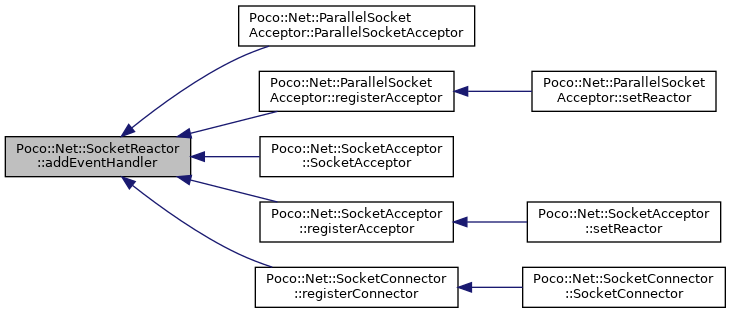 Poco::Net::ParallelSocket
Acceptor::ParallelSocketAcceptor
Poco::Net::ParallelSocket
Acceptor::registerAcceptor
Poco::Net::ParallelSocket
Acceptor::setReactor
Poco::Net::SocketReactor
::addEventHandler
Poco::Net::SocketAcceptor
::SocketAcceptor
Poco::Net::SocketAcceptor
::registerAcceptor
Poco::Net::SocketAcceptor
::setReactor
Poco::Net::SocketConnector
::registerConnector
Poco::Net::SocketConnector
::SocketConnector